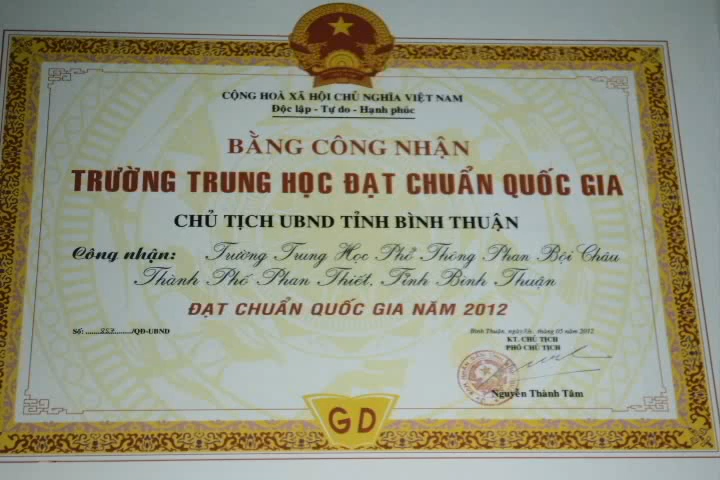 CỘNG HOÀ XÃ HỘI CHỦ NGHĨA VIỆT NAM
Độc lập - Tự do - Hạnh phúc
BẰNG CÔNG NHẬN
TRƯỜNG TRUNG HỌC ĐẠT CHUẨN QUỐC GIA
CHỦ TỊCH UBND TỈNH BÌNH THUẬN
Công nhận: Trường Trung Học Phổ Thông Phan Bội Châu
Thành Phố Phan Thiết, Tỉnh Bình Thuận
ĐẠT CHUẨN QUỐC GIA NĂM 2012
Số: ................/QĐ-UBND
Bình Thuận, ngày tháng 05 năm 2012
KT. CHỦ TỊCH
PHÓ CHỦ TỊCH
Nguyễn Thành Tâm
GD